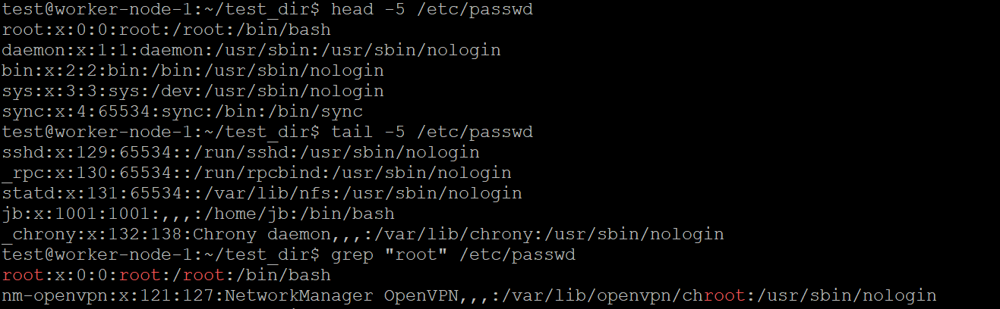 test@worker-node-1:~/test_dir$ head -5 /etc/passwd
root:x:0:0:root:/root:/bin/bash
daemon:x:1:1:daemon:/usr/sbin:/usr/sbin/nologin
bin:x:2:2:bin:/bin:/usr/sbin/nologin
sys:x:3:3:sys:/dev:/usr/sbin/nologin
sync:x:4:65534:sync:/bin:/bin/sync
test@worker-node-1:~/test_dir$ tail -5 /etc/passwd
sshd:x:129:65534::/run/sshd:/usr/sbin/nologin
_rpc:x:130:65534::/run/rpcbind:/usr/sbin/nologin
statd:x:131:65534::/var/lib/nfs:/usr/sbin/nologin
jb:x:1001:1001:,,,:/home/jb:/bin/bash
_chrony:x:132:138:Chrony daemon,,,:/var/lib/chrony:/usr/sbin/nologin
test@worker-node-1:~/test_dir$ grep "root" /etc/passwd
root:x:0:0:root:/root:/bin/bash
nm-openvpn:x:121:127:NetworkManager OpenVPN,,,:/var/lib/openvpn/chroot:/usr/sbin/nologin